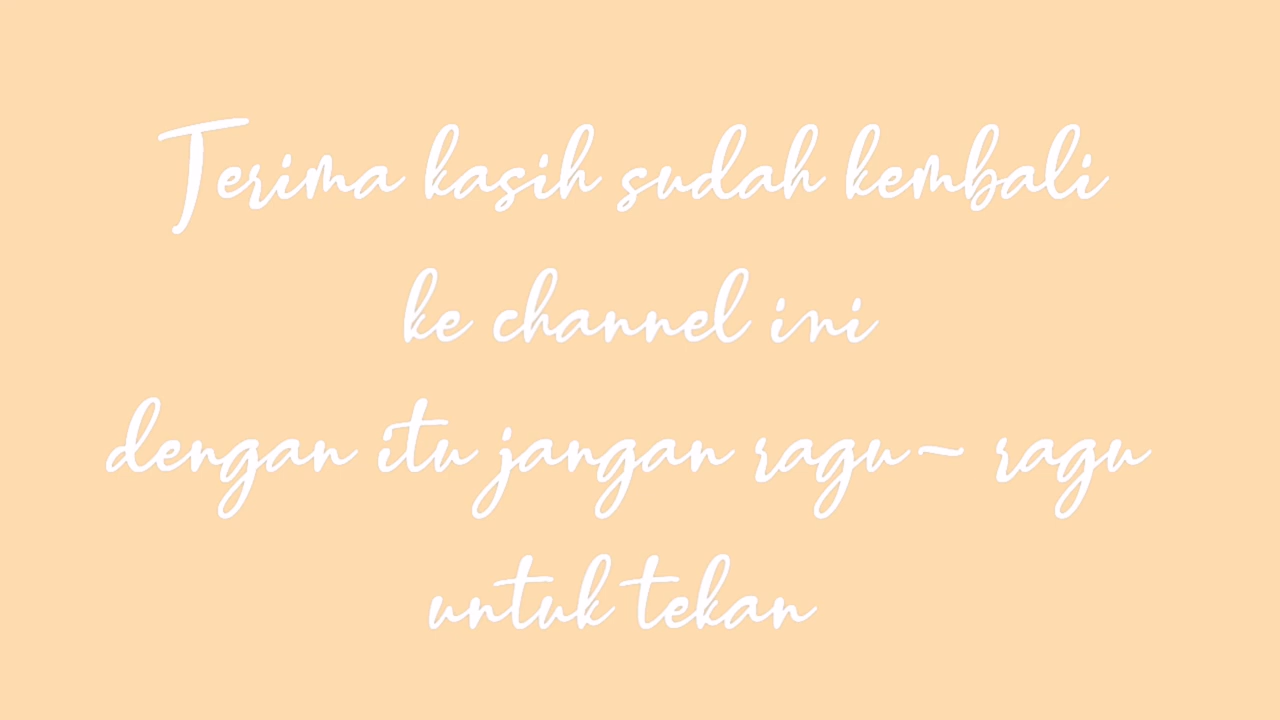 Terima kasih sudah kembali
ke channel ini
dengan itu jangan ragu- ragu
untuk tekan